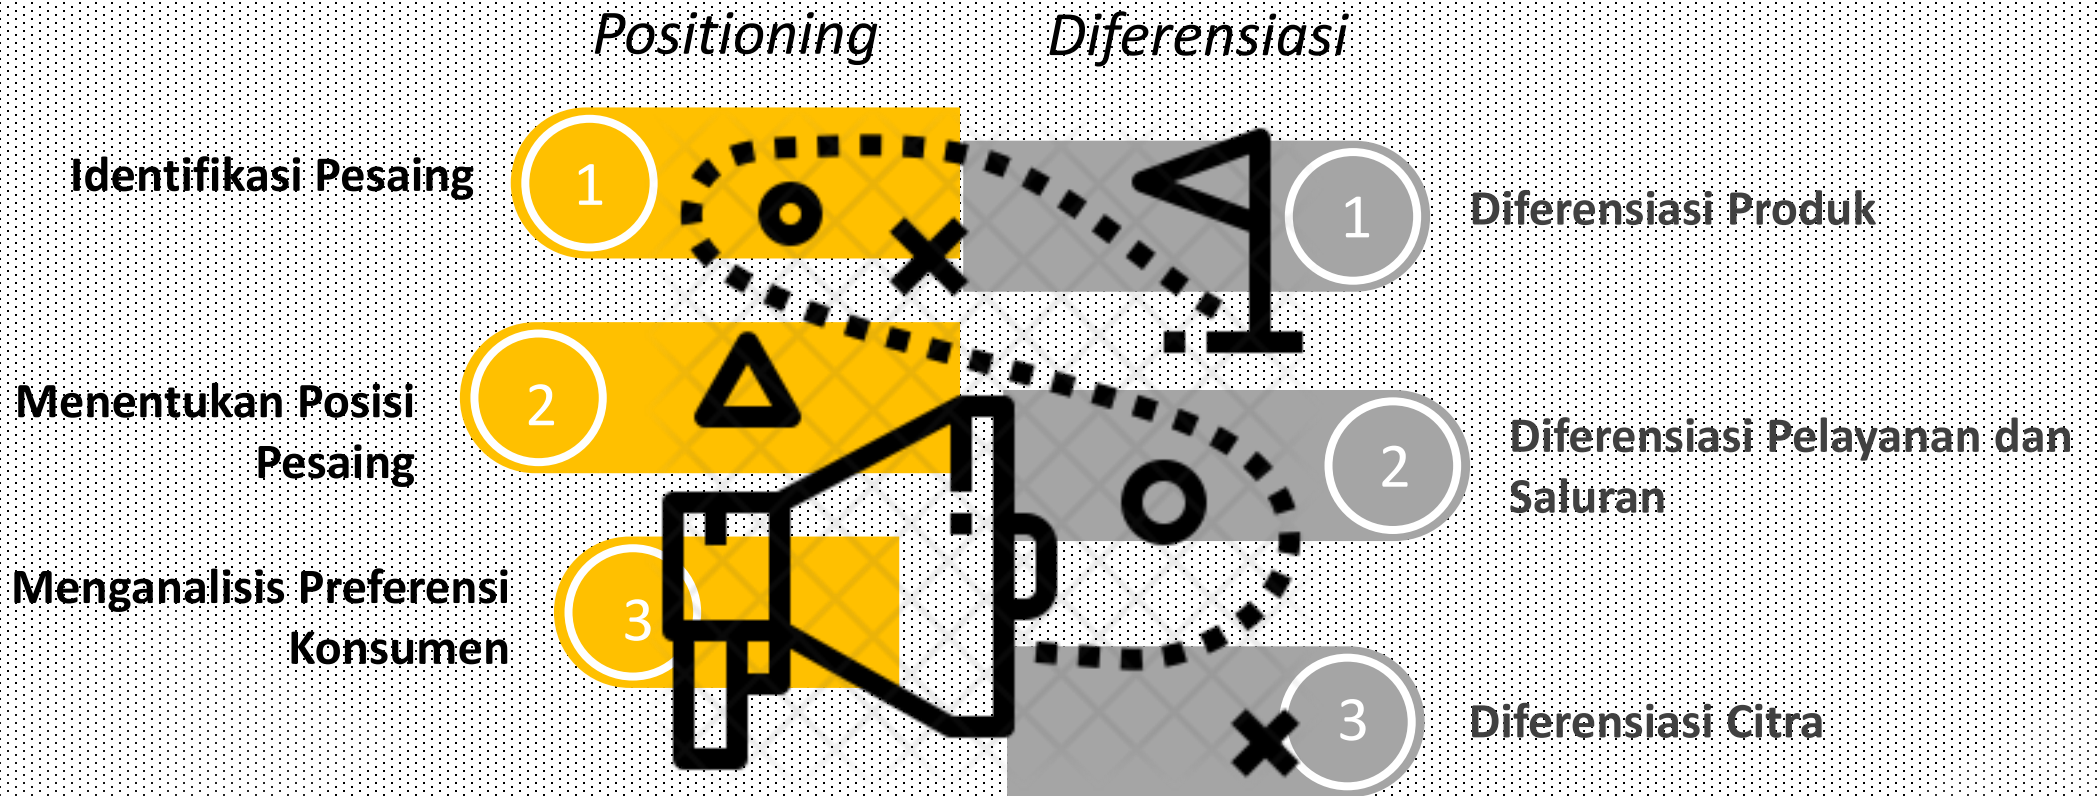 Positioning
Diferensiasi
Identifikasi Pesaing
1
Menentukan Posisi
Pesaing
2
Menganalisis Preferensi
Konsumen
3
1
Diferensiasi Produk
2
Diferensiasi Pelayanan dan
Saluran
3
Diferensiasi Citra